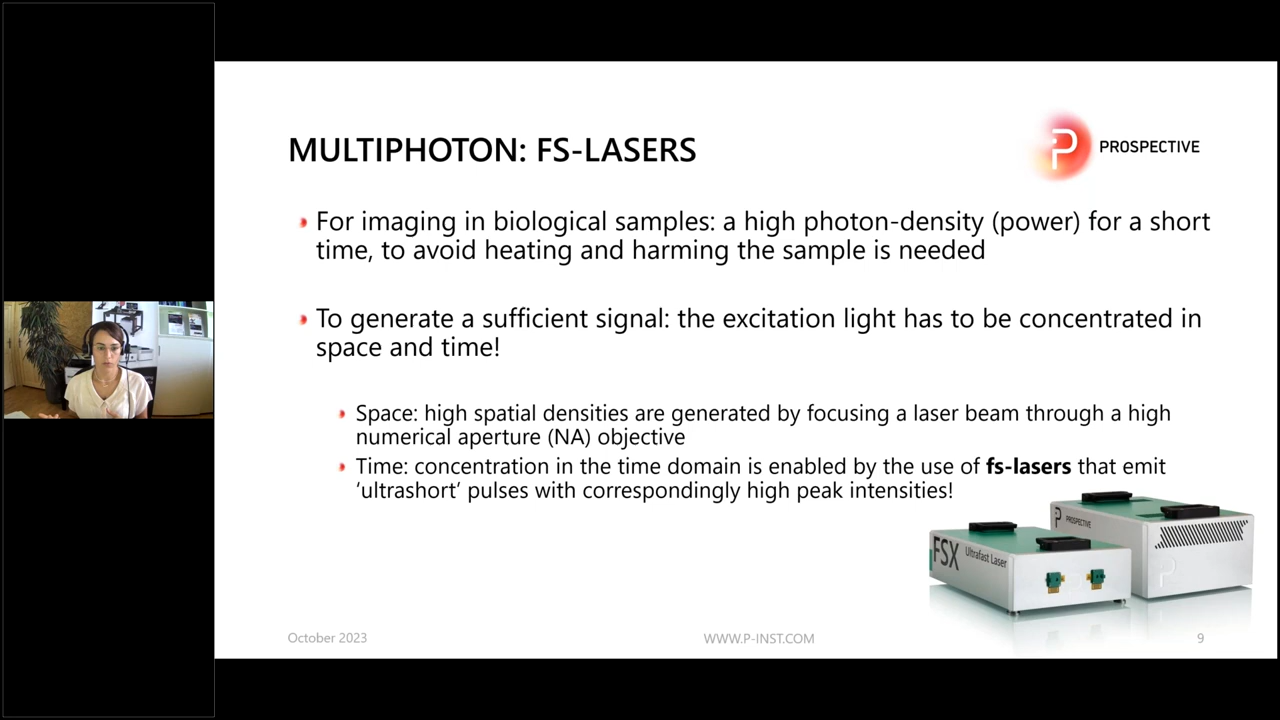 MULTIPHOTON: FS-LASERS
PROSPECTIVE
For imaging in biological samples: a high photon-density (power) for a short
time, to avoid heating and harming the sample is needed
To generate a sufficient signal: the excitation light has to be concentrated in
space and time!
Space: high spatial densities are generated by focusing a laser beam through a high
numerical aperture (NA) objective
Time: concentration in the time domain is enabled by the use of fs-lasers that emit
‘ultrashort’ pulses with correspondingly high peak intensities!
PROSPECTIVE
FSX Ultrafast Laser
October 2023
WWW.P-INST.COM
9